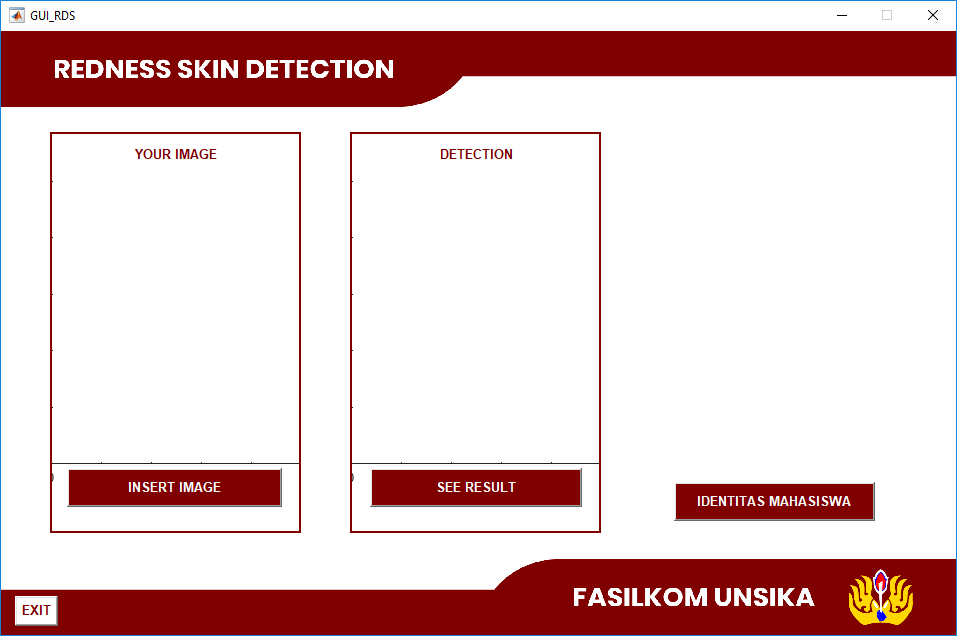 GUI_RDS
REDNESS SKIN DETECTION
YOUR IMAGE
DETECTION
INSERT IMAGE
SEE RESULT
IDENTITAS MAHASISWA
EXIT
FASILKOM UNSIKA